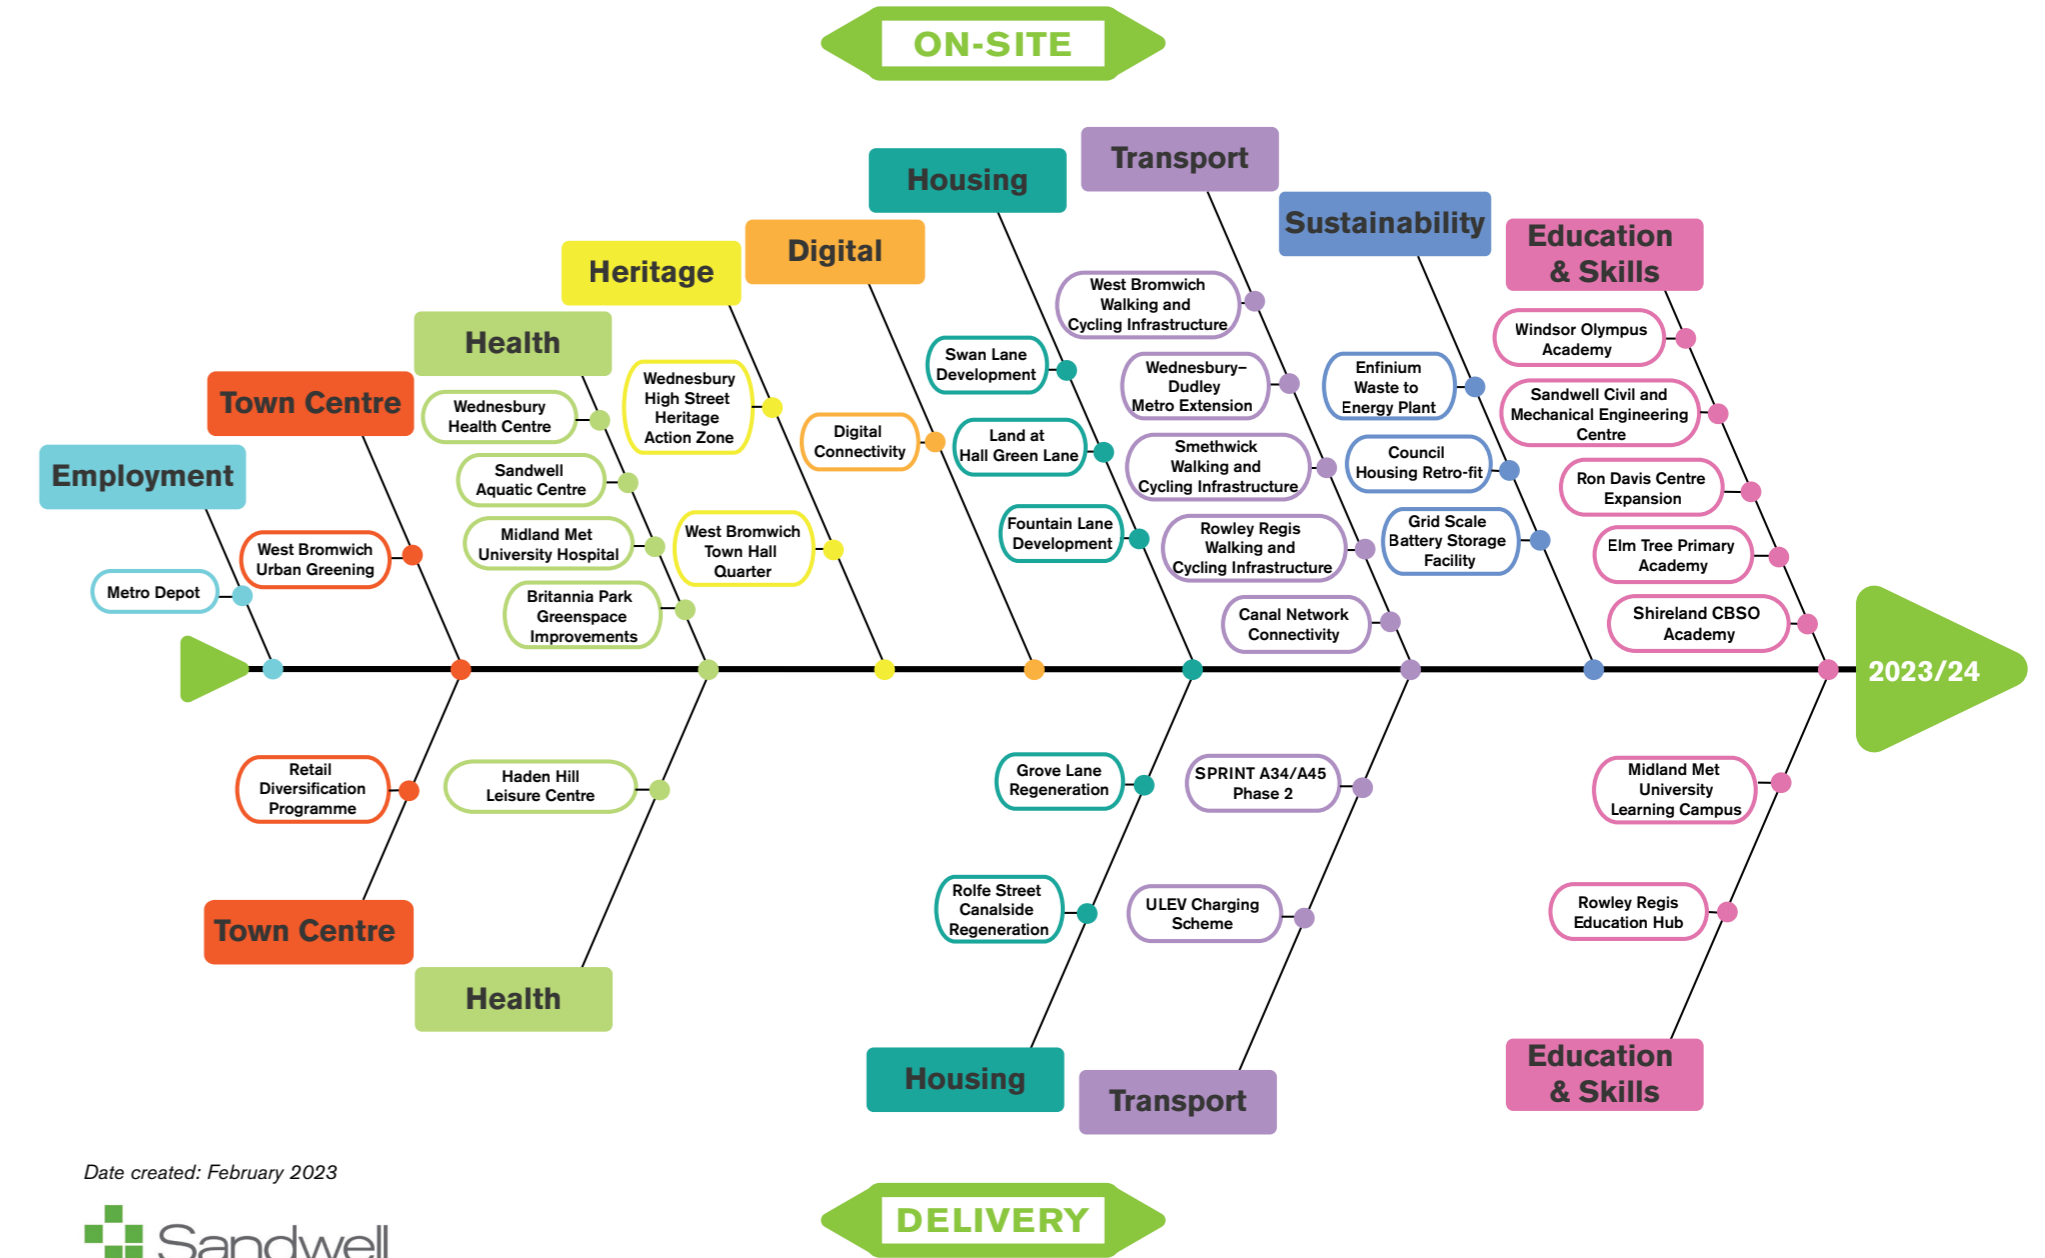 ON-SITE
Employment
Metro Depot
Town Centre
West Bromwich
Urban Greening
Health
Wednesbury
Health Centre
Sandwell
Aquatic Centre
Midland Met
University Hospital
Britannia Park
Greenspace
Improvements
Heritage
Wednesbury
High Street
Heritage
Action Zone
West Bromwich
Town Hall
Quarter
Digital
Digital
Connectivity
Housing
Swan Lane
Development
Land at
Hall Green Lane
Fountain Lane
Development
Transport
West Bromwich
Walking and
Cycling Infrastructure
Wednesbury–
Dudley
Metro Extension
Smethwick
Walking and
Cycling Infrastructure
Rowley Regis
Walking and
Cycling Infrastructure
Canal Network
Connectivity
Sustainability
Enfinium
Waste to
Energy Plant
Council
Housing Retro-fit
Grid Scale
Battery Storage
Facility
Education
& Skills
Windsor Olympus
Academy
Sandwell Civil and
Mechanical Engineering
Centre
Ron Davis Centre
Expansion
Elm Tree Primary
Academy
Shireland CBSO
Academy
2023/24
Retail
Diversification
Programme
Town Centre
Haden Hill
Leisure Centre
Health
Grove Lane
Regeneration
Rolfe Street
Canalside
Regeneration
Housing
SPRINT A34/A45
Phase 2
ULEV Charging
Scheme
Transport
Midland Met
University
Learning Campus
Rowley Regis
Education Hub
Education
& Skills
Date created: February 2023
Sandwell
DELIVERY